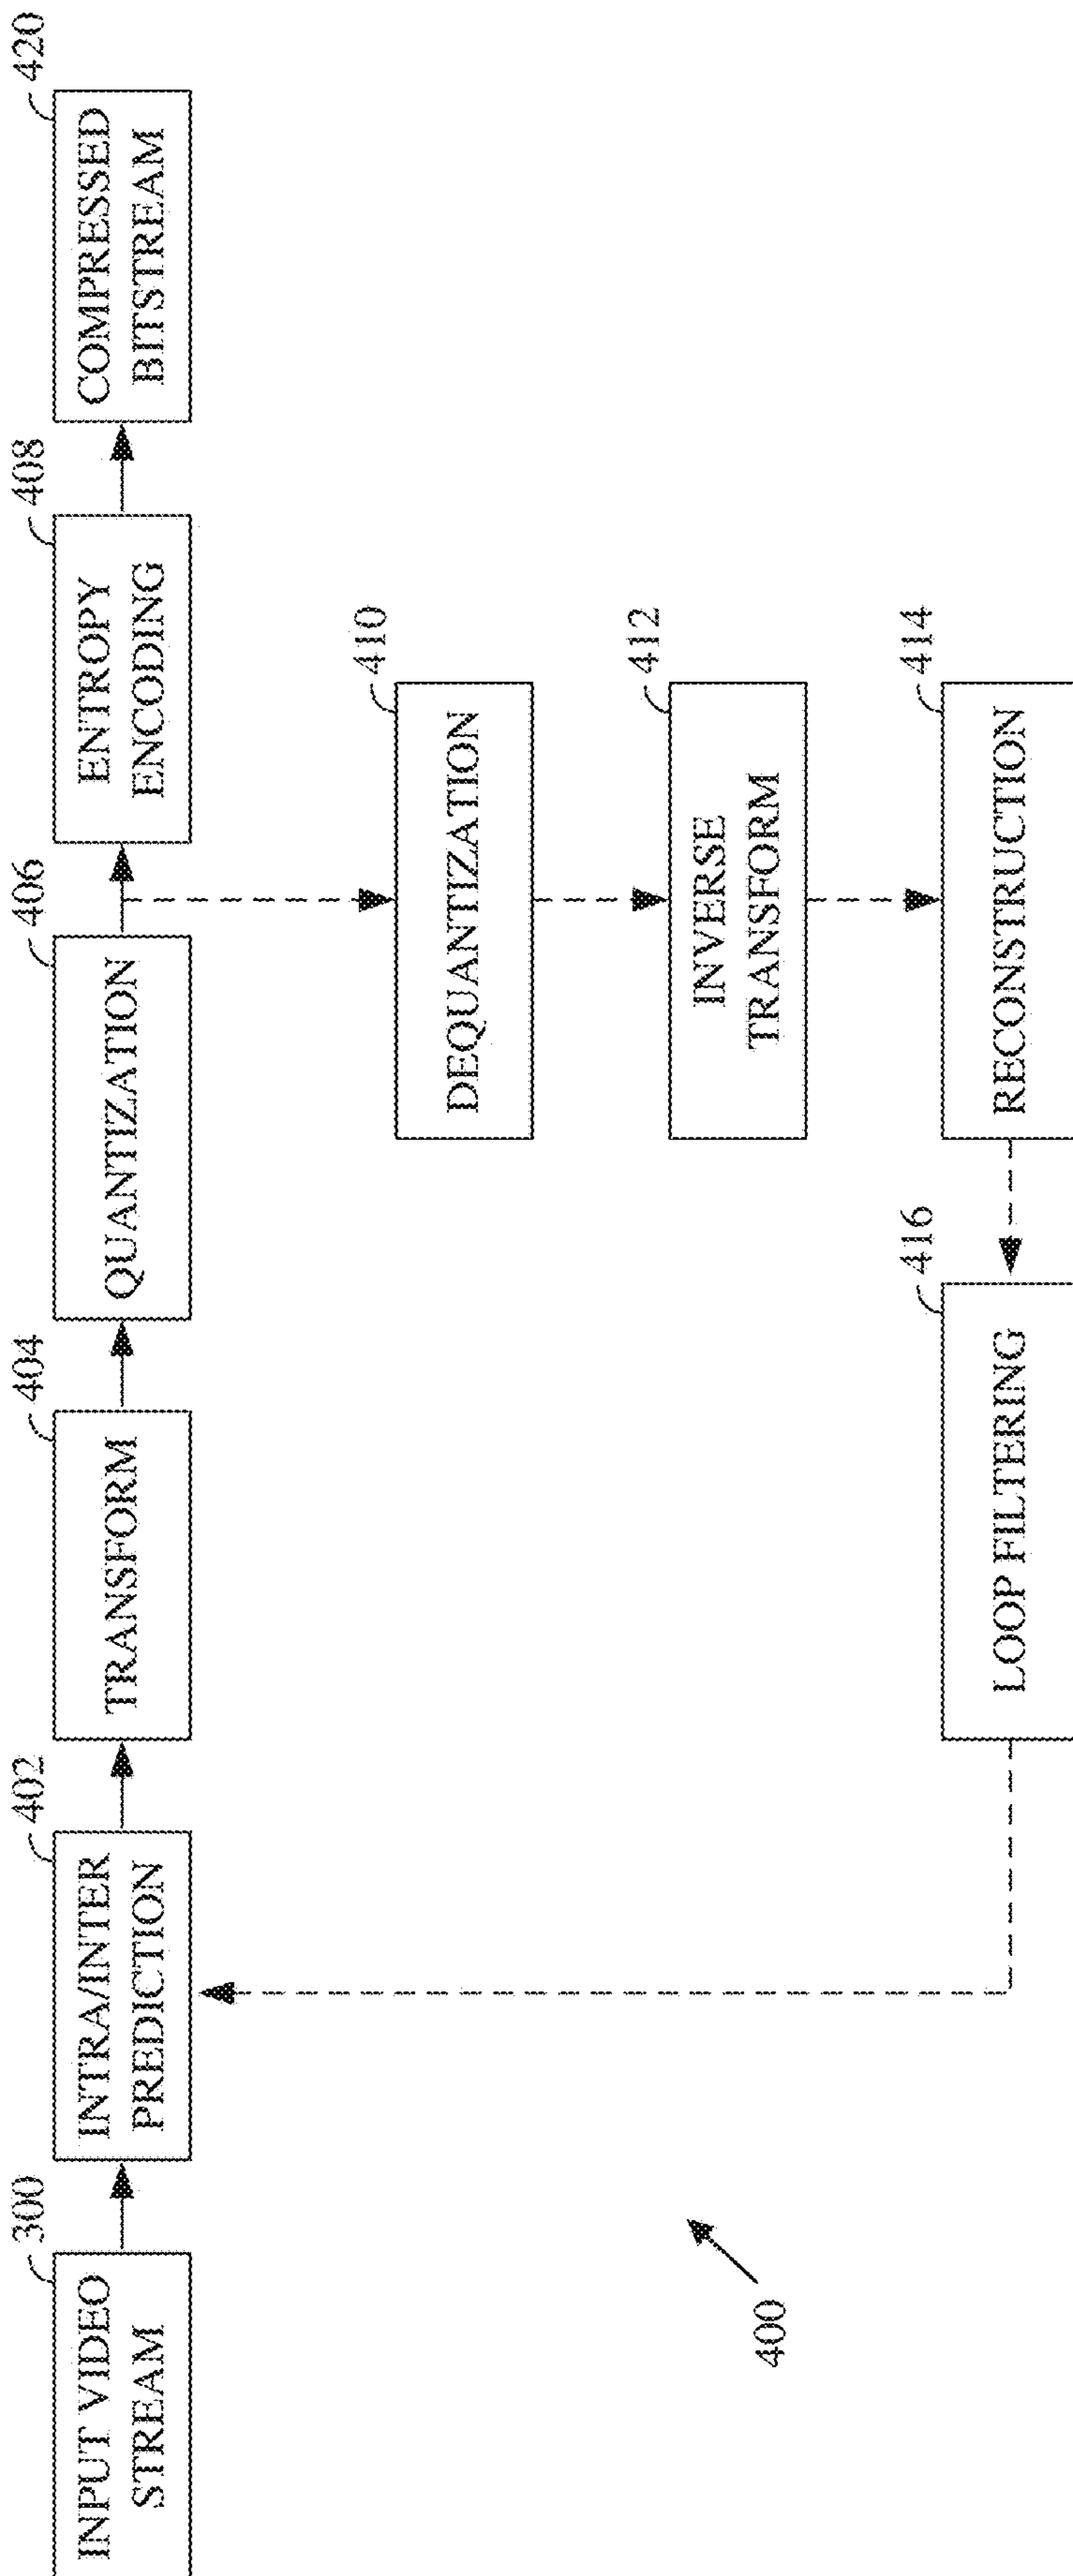 300
INPUT VIDEO
STREAM
402
INTRA/INTER
PREDICTION
404
TRANSFORM
406
QUANTIZATION
408
ENTROPY
ENCODING
420
COMPRESSED
BITSTREAM
410
DEQUANTIZATION
412
INVERSE
TRANSFORM
414
RECONSTRUCTION
416
LOOP FILTERING
400